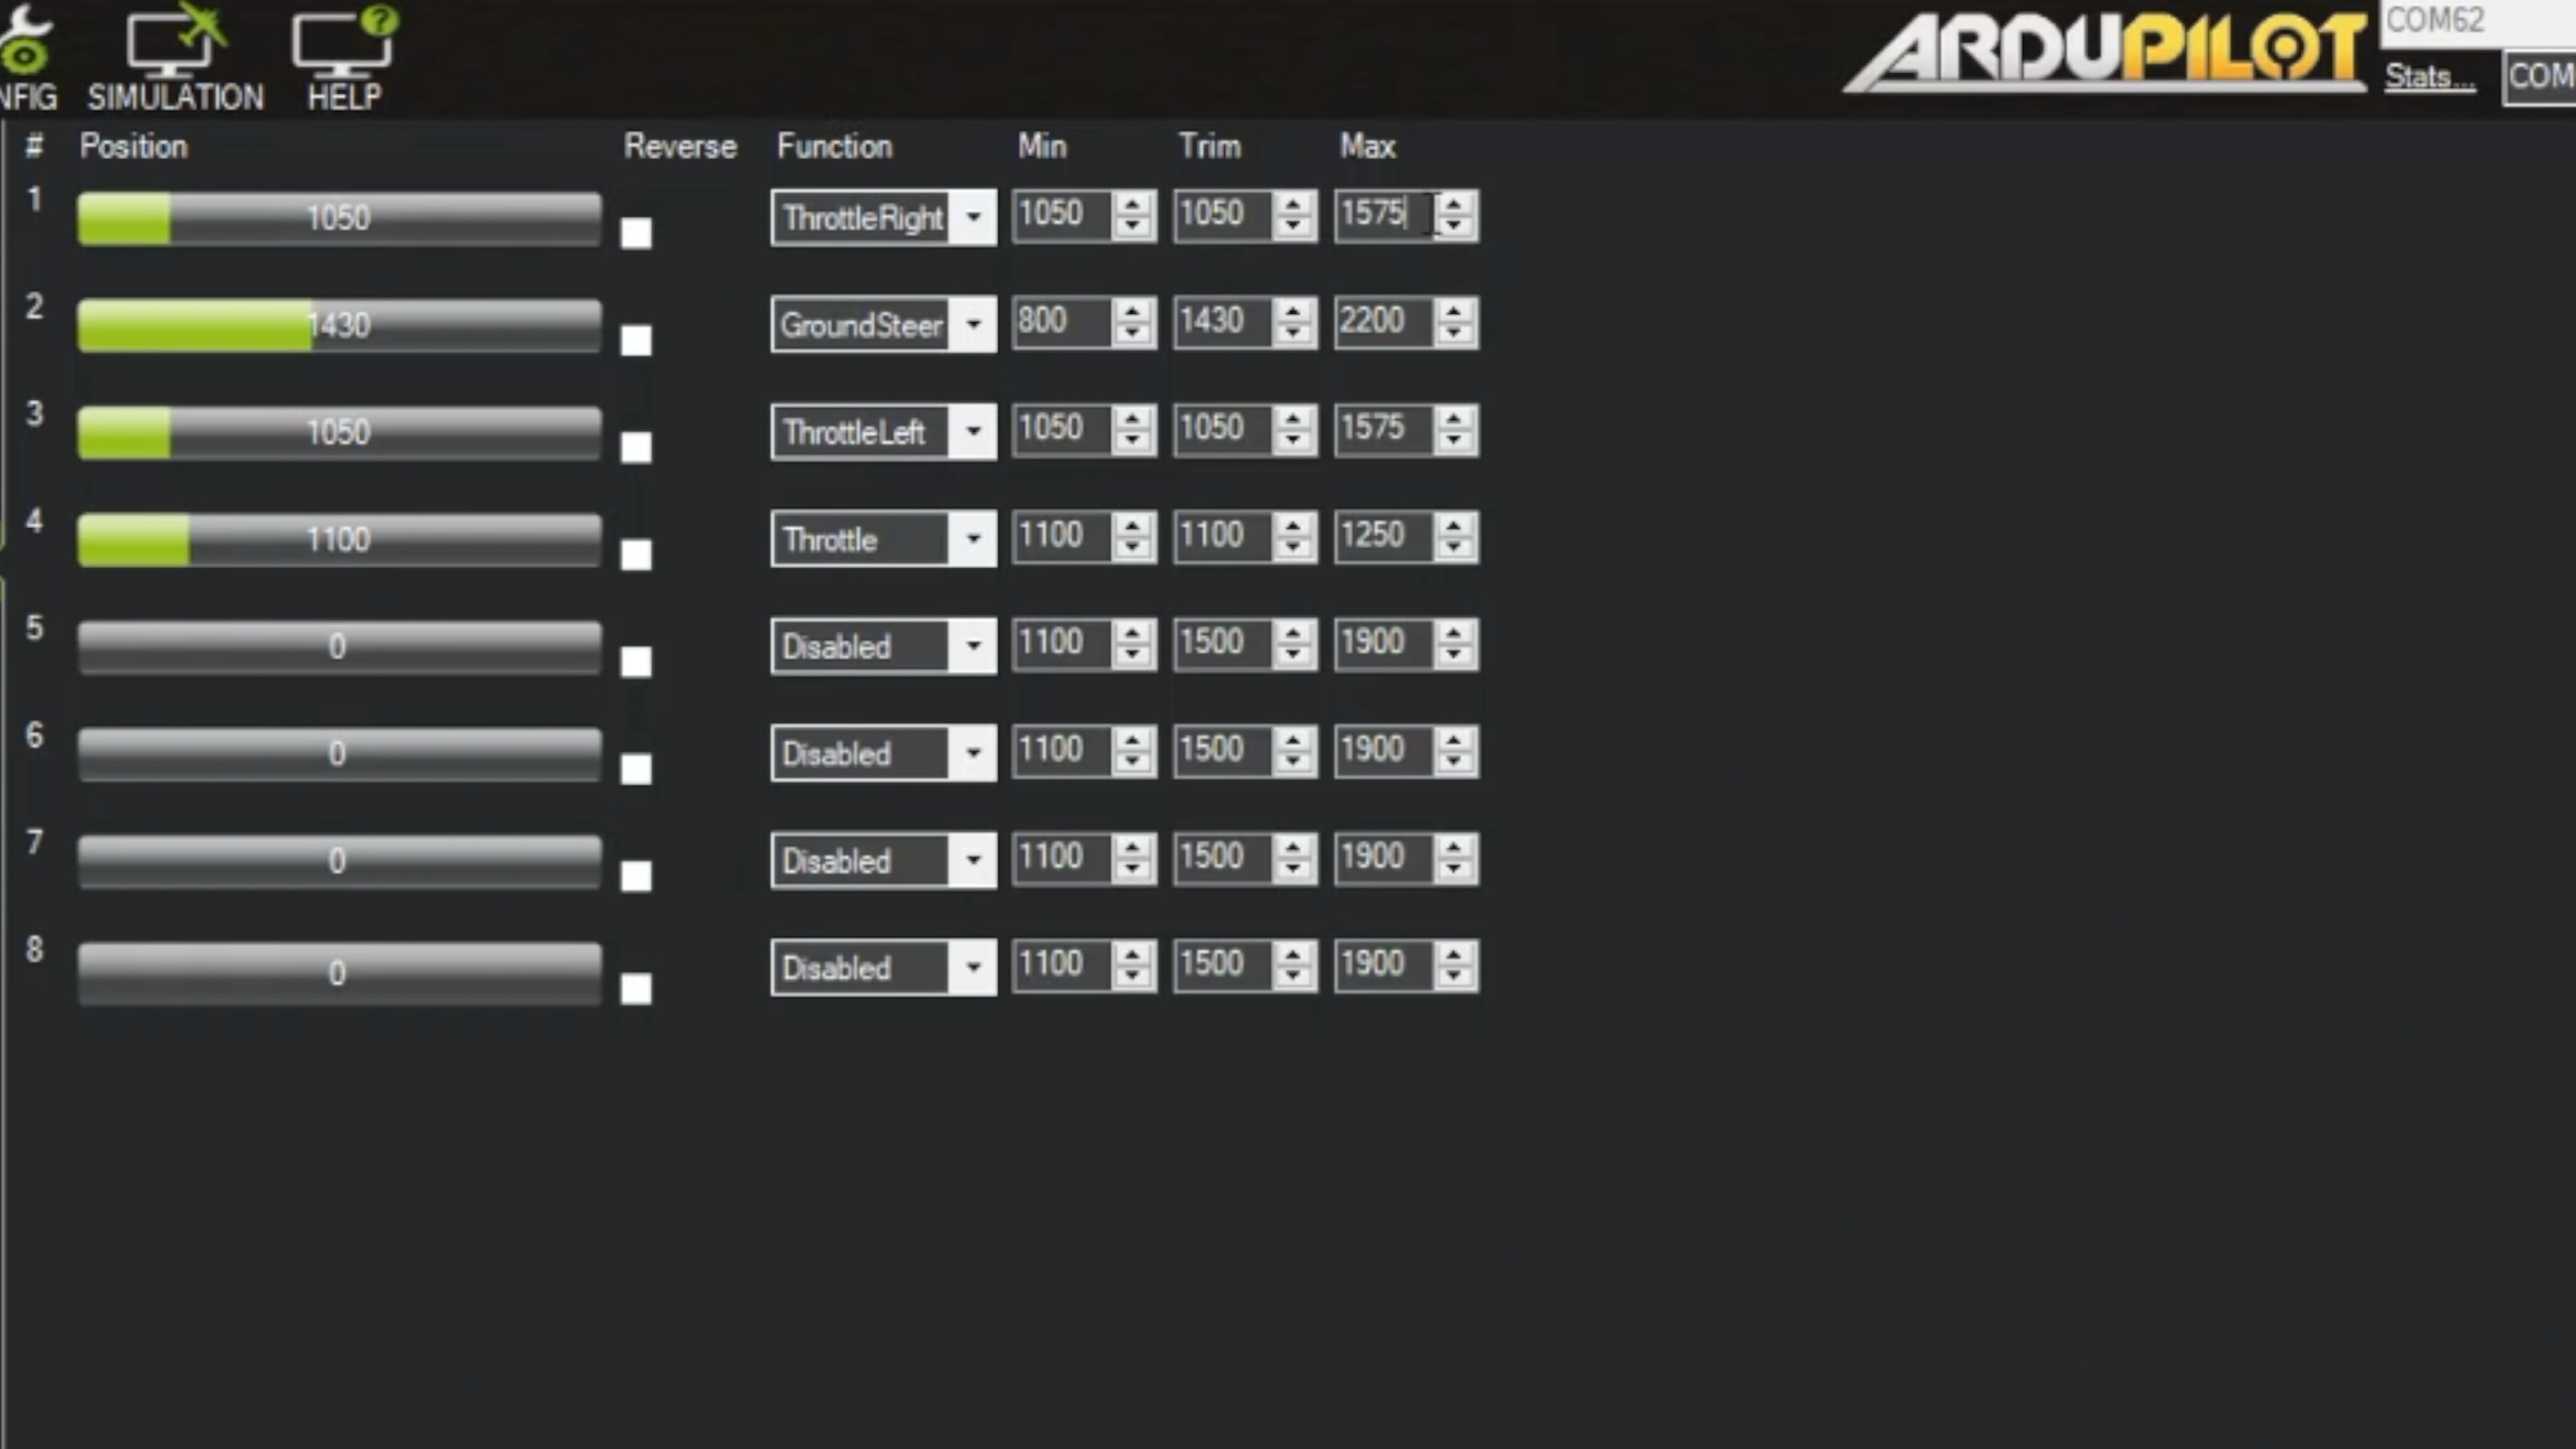 NFIG SIMULATION HELP ARDUPILOT COM62
Stats... COM
# Position Reverse Function Min Trim Max
1 1050 ThrottleRight 1050 1050 1575
2 1430 GroundSteer 800 1430 2200
3 1050 ThrottleLeft 1050 1050 1575
4 1100 Throttle 1100 1100 1250
5 0 Disabled 1100 1500 1900
6 0 Disabled 1100 1500 1900
7 0 Disabled 1100 1500 1900
8 0 Disabled 1100 1500 1900